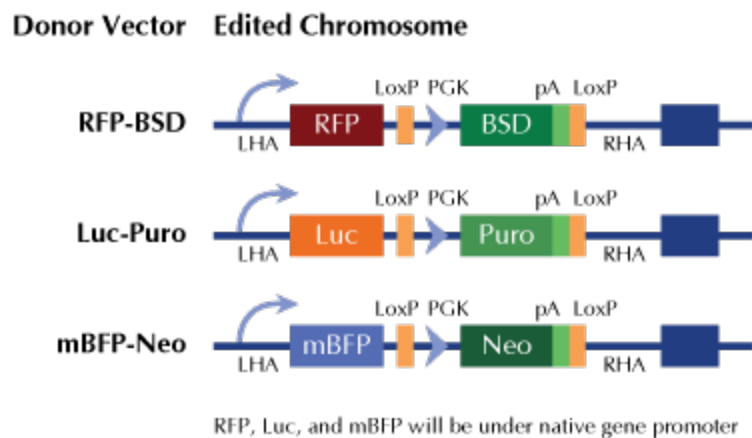 Donor Vector Edited Chromosome
LoxP PGK pA LoxP
RFP-BSD RFP BSD
LHA RHA
LoxP PGK pA LoxP
Luc-Puro Luc Puro
LHA RHA
LoxP PGK pA LoxP
mBFP-Neo mBFP Neo
LHA RHA
RFP, Luc, and mBFP will be under native gene promoter